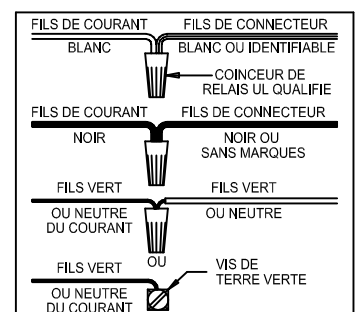 FILS DE COURANT FILS DE CONNECTEUR
BLANC BLANC OU IDENTIFIABLE
COINCEUR DE
RELAIS UL QUALIFIE
FILS DE COURANT FILS DE CONNECTEUR
NOIR NOIR OU
SANS MARQUES
FILS VERT FILS VERT
OU NEUTRE OU NEUTRE
DU COURANT
OU
FILS VERT VIS DE
TERRE VERTE
OU NEUTRE
DU COURANT